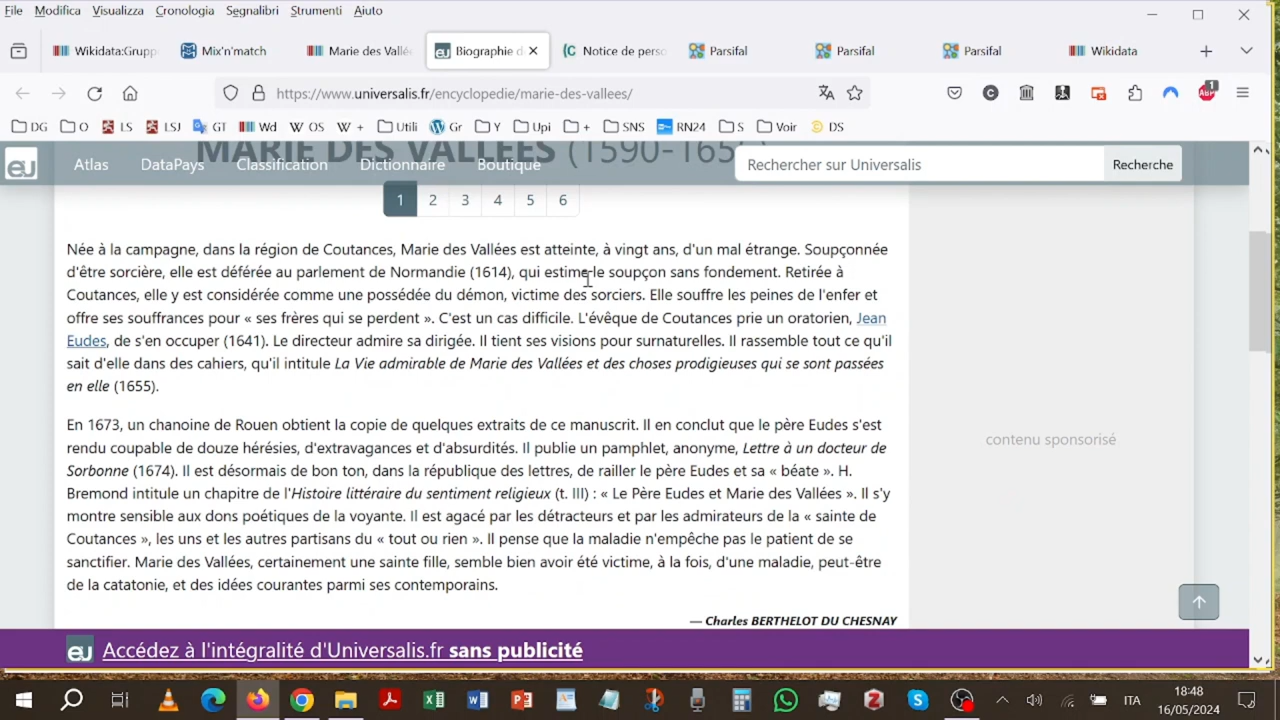 File Modifica Visualizza Cronologia Segnalibri Strumenti Aiuto
Wikidata:Grupp Mix'n'match Marie des Vallé Biographie d Notice de perso Parsifal Parsifal Parsifal Wikidata
https://www.universalis.fr/encyclopedie/marie-des-vallees/
DG O LS LSJ GT Wd OS + Utili Gr Y Upi + SNS RN24 S Voir DS
MARIE DES VALLÉES (1590-165
eu Atlas DataPays Classification Dictionnaire Boutique Rechercher sur Universalis Recherche
1 2 3 4 5 6
Née à la campagne, dans la région de Coutances, Marie des Vallées est atteinte, à vingt ans, d'un mal étrange. Soupçonnée
d'être sorcière, elle est déférée au parlement de Normandie (1614), qui estime le soupçon sans fondement. Retirée à
Coutances, elle y est considérée comme une possédée du démon, victime des sorciers. Elle souffre les peines de l'enfer et
offre ses souffrances pour « ses frères qui se perdent ». C'est un cas difficile. L'évêque de Coutances prie un oratorien, Jean
Eudes, de s'en occuper (1641). Le directeur admire sa dirigée. Il tient ses visions pour surnaturelles. Il rassemble tout ce qu'il
sait d'elle dans des cahiers, qu'il intitule La Vie admirable de Marie des Vallées et des choses prodigieuses qui se sont passées
en elle (1655).
En 1673, un chanoine de Rouen obtient la copie de quelques extraits de ce manuscrit. Il en conclut que le père Eudes s'est
rendu coupable de douze hérésies, d'extravagances et d'absurdités. Il publie un pamphlet, anonyme, Lettre à un docteur de
Sorbonne (1674). Il est désormais de bon ton, dans la république des lettres, de railler le père Eudes et sa « béate ». H.
Bremond intitule un chapitre de l'Histoire littéraire du sentiment religieux (t. III) : « Le Père Eudes et Marie des Vallées ». Il s'y
montre sensible aux dons poétiques de la voyante. Il est agacé par les détracteurs et par les admirateurs de la « sainte de
Coutances », les uns et les autres partisans du « tout ou rien ». Il pense que la maladie n'empêche pas le patient de se
sanctifier. Marie des Vallées, certainement une sainte fille, semble bien avoir été victime, à la fois, d'une maladie, peut-être
de la catatonie, et des idées courantes parmi ses contemporains.
— Charles BERTHELOT DU CHESNAY
contenu sponsorisé
eu Accédez à l'intégralité d'Universalis.fr sans publicité
ITA 18:48
16/05/2024